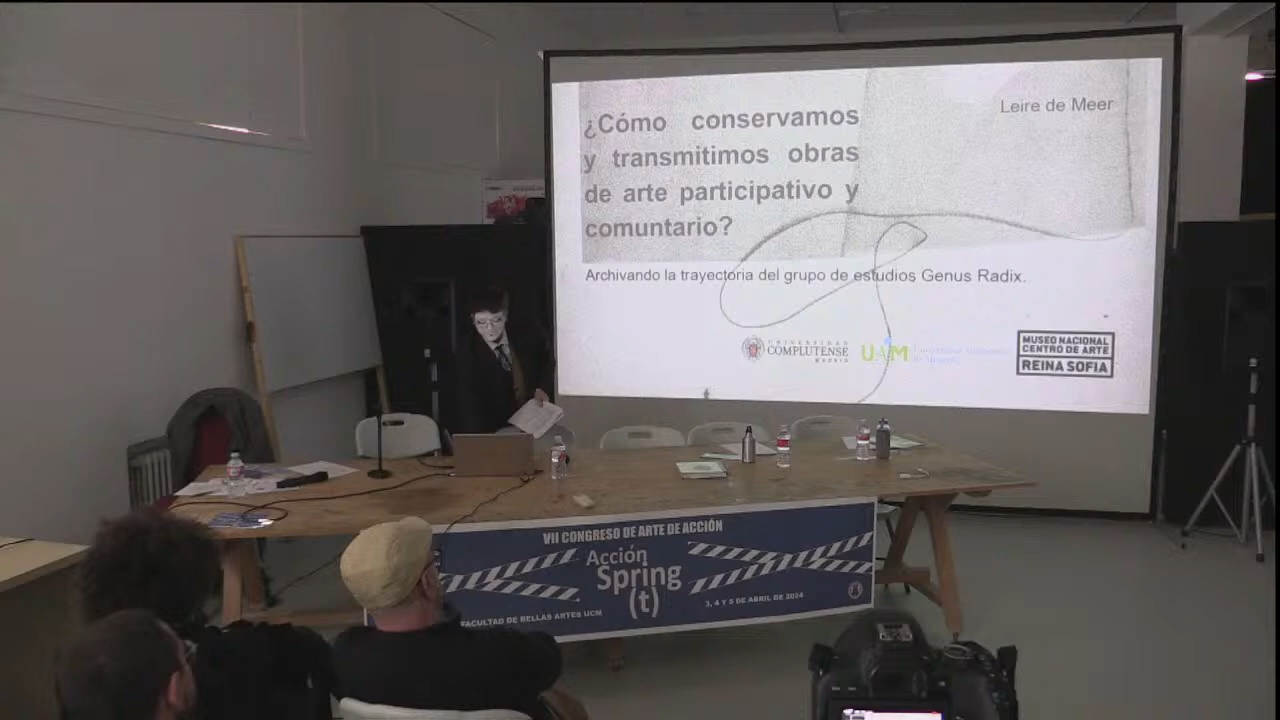 ¿Cómo conservamos
y transmitimos obras
de arte participativo y
comuntario?
Leire de Meer
Archivando la trayectoria del grupo de estudios Genus Radix.
UNIVERSIDAD
COMPLUTENSE
MADRID
UAM
MUSEO NACIONAL
CENTRO DE ARTE
REINA SOFIA
VII CONGRESO DE ARTE DE ACCIÓN
Acción
Spring
(t)
FACULTAD DE BELLAS ARTES UCM
3, 4 Y 5 DE ABRIL DE 2024